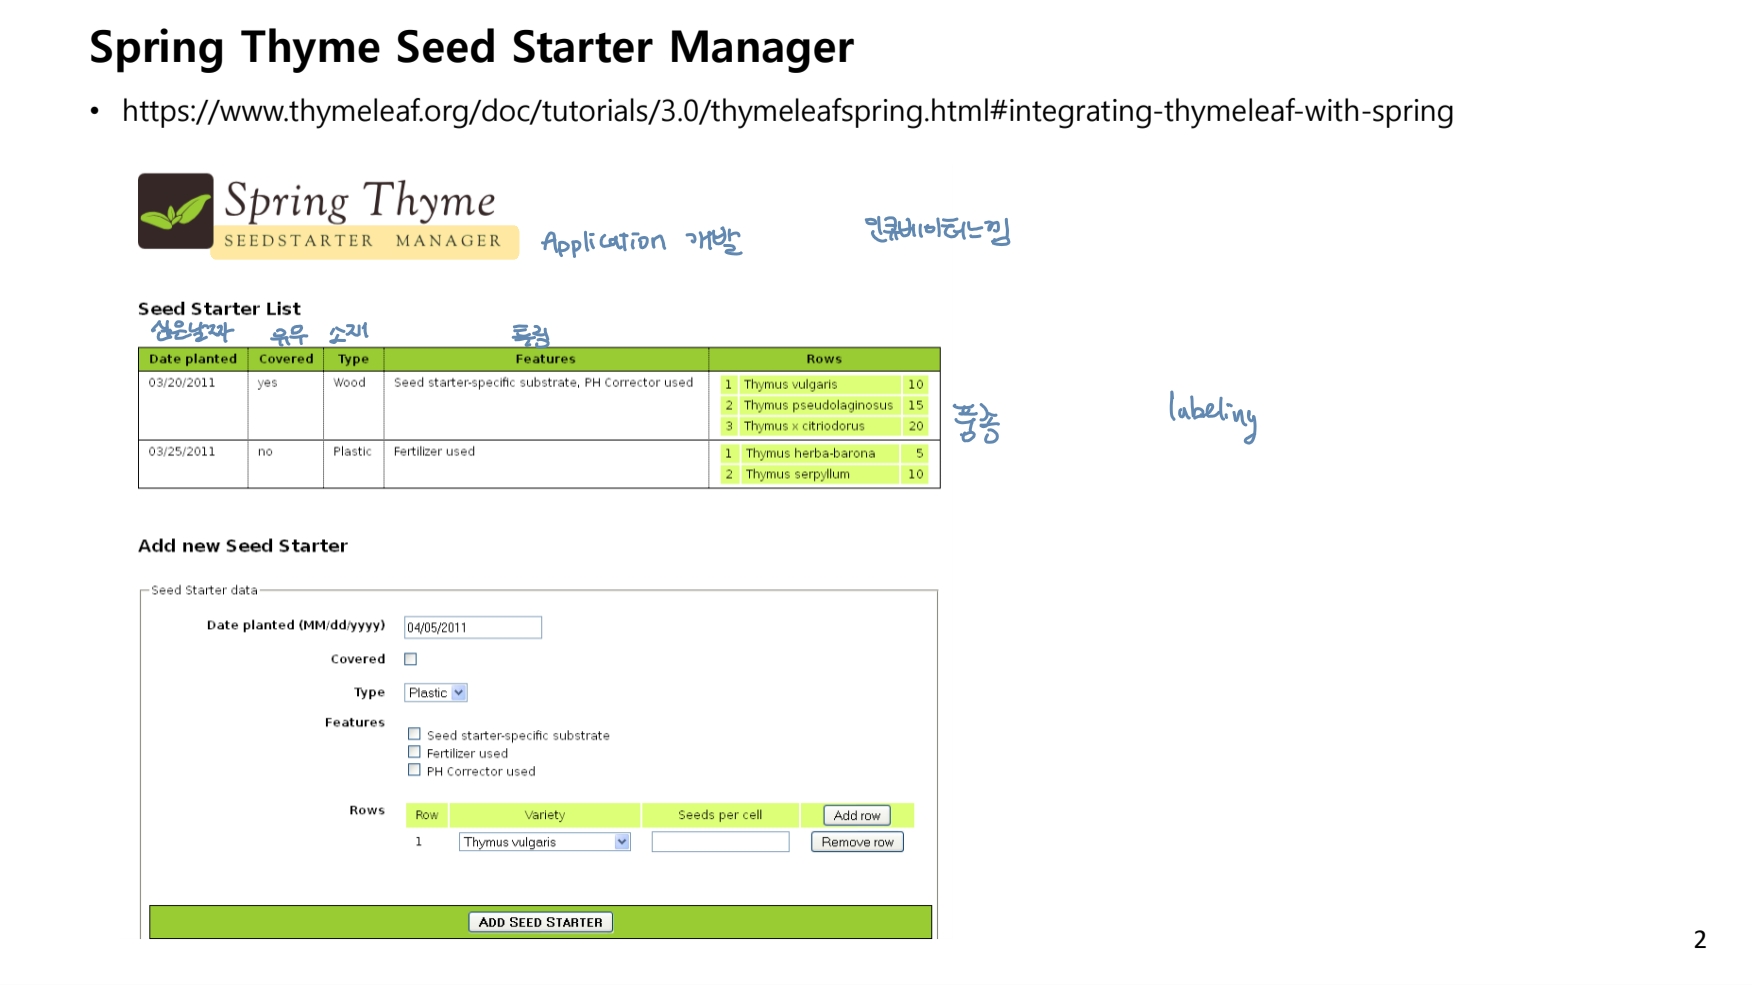 Spring Thyme Seed Starter Manager
• https://www.thymeleaf.org/doc/tutorials/3.0/thymeleafspring.html#integrating-thymeleaf-with-spring
Spring Thyme
SEEDSTARTER MANAGER
Application 개발
인큐베이터느낌
Seed Starter List
심은날짜 유무 소재 특징
Date planted Covered Type Features Rows
03/20/2011 yes Wood Seed starter-specific substrate, PH Corrector used 1 Thymus vulgaris 10
2 Thymus pseudolaginosus 15
3 Thymus x citriodorus 20
품종
labeling
03/25/2011 no Plastic Fertilizer used 1 Thymus herba-barona 5
2 Thymus serpyllum 10
Add new Seed Starter
Seed Starter data
Date planted (MM/dd/yyyy) 04/05/2011
Covered
Type Plastic
Features
Seed starter-specific substrate
Fertilizer used
PH Corrector used
Rows Row Variety Seeds per cell Add row
1 Thymus vulgaris Remove row
ADD SEED STARTER
2